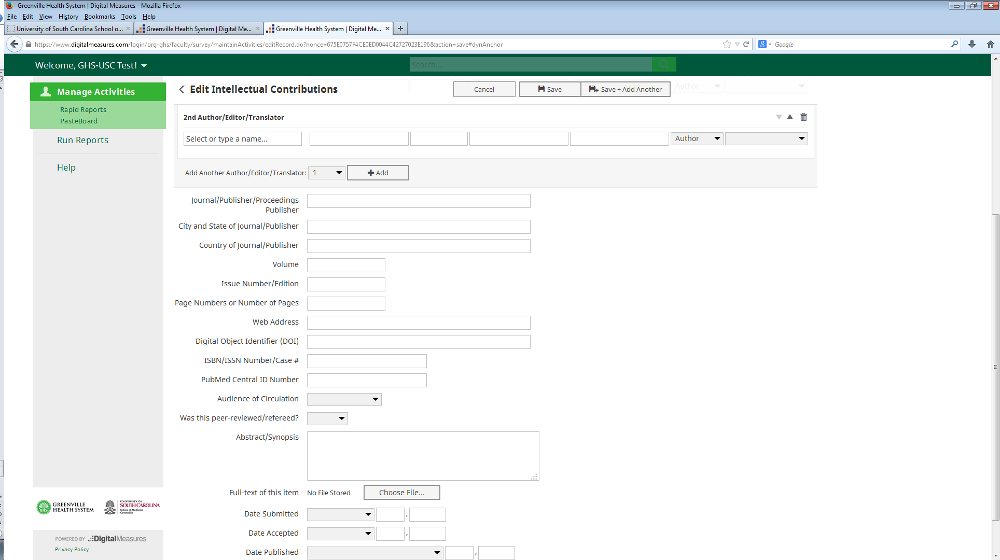 Greenville Health System | Digital Measures - Mozilla Firefox
File Edit View History Bookmarks Tools Help
University of South Carolina School o...
Greenville Health System | Digital Me...
Greenville Health System | Digital Me...
https://www.digitalmeasures.com/login/org-ghs/faculty/survey/maintainActivities/editRecord.do?nonce=675E0757F4CE0ED0044C42727023E196&action=save#dynAnchor
Google
Welcome, GHS-USC Test!
Search...
Manage Activities
Rapid Reports
PasteBoard
Run Reports
Help
Edit Intellectual Contributions
Cancel
Save
Save + Add Another
Author
2nd Author/Editor/Translator
Select or type a name...
Author
Add Another Author/Editor/Translator: 1 Add
Journal/Publisher/Proceedings
Publisher
City and State of Journal/Publisher
Country of Journal/Publisher
Volume
Issue Number/Edition
Page Numbers or Number of Pages
Web Address
Digital Object Identifier (DOI)
ISBN/ISSN Number/Case #
PubMed Central ID Number
Audience of Circulation
Was this peer-reviewed/refereed?
Abstract/Synopsis
Full-text of this item No File Stored Choose File...
Date Submitted ,
Date Accepted ,
Date Published ,
GHS
GREENVILLE
HEALTH SYSTEM
UNIVERSITY OF
SOUTH CAROLINA
School of Medicine
Greenville
POWERED BY DigitalMeasures
Privacy Policy